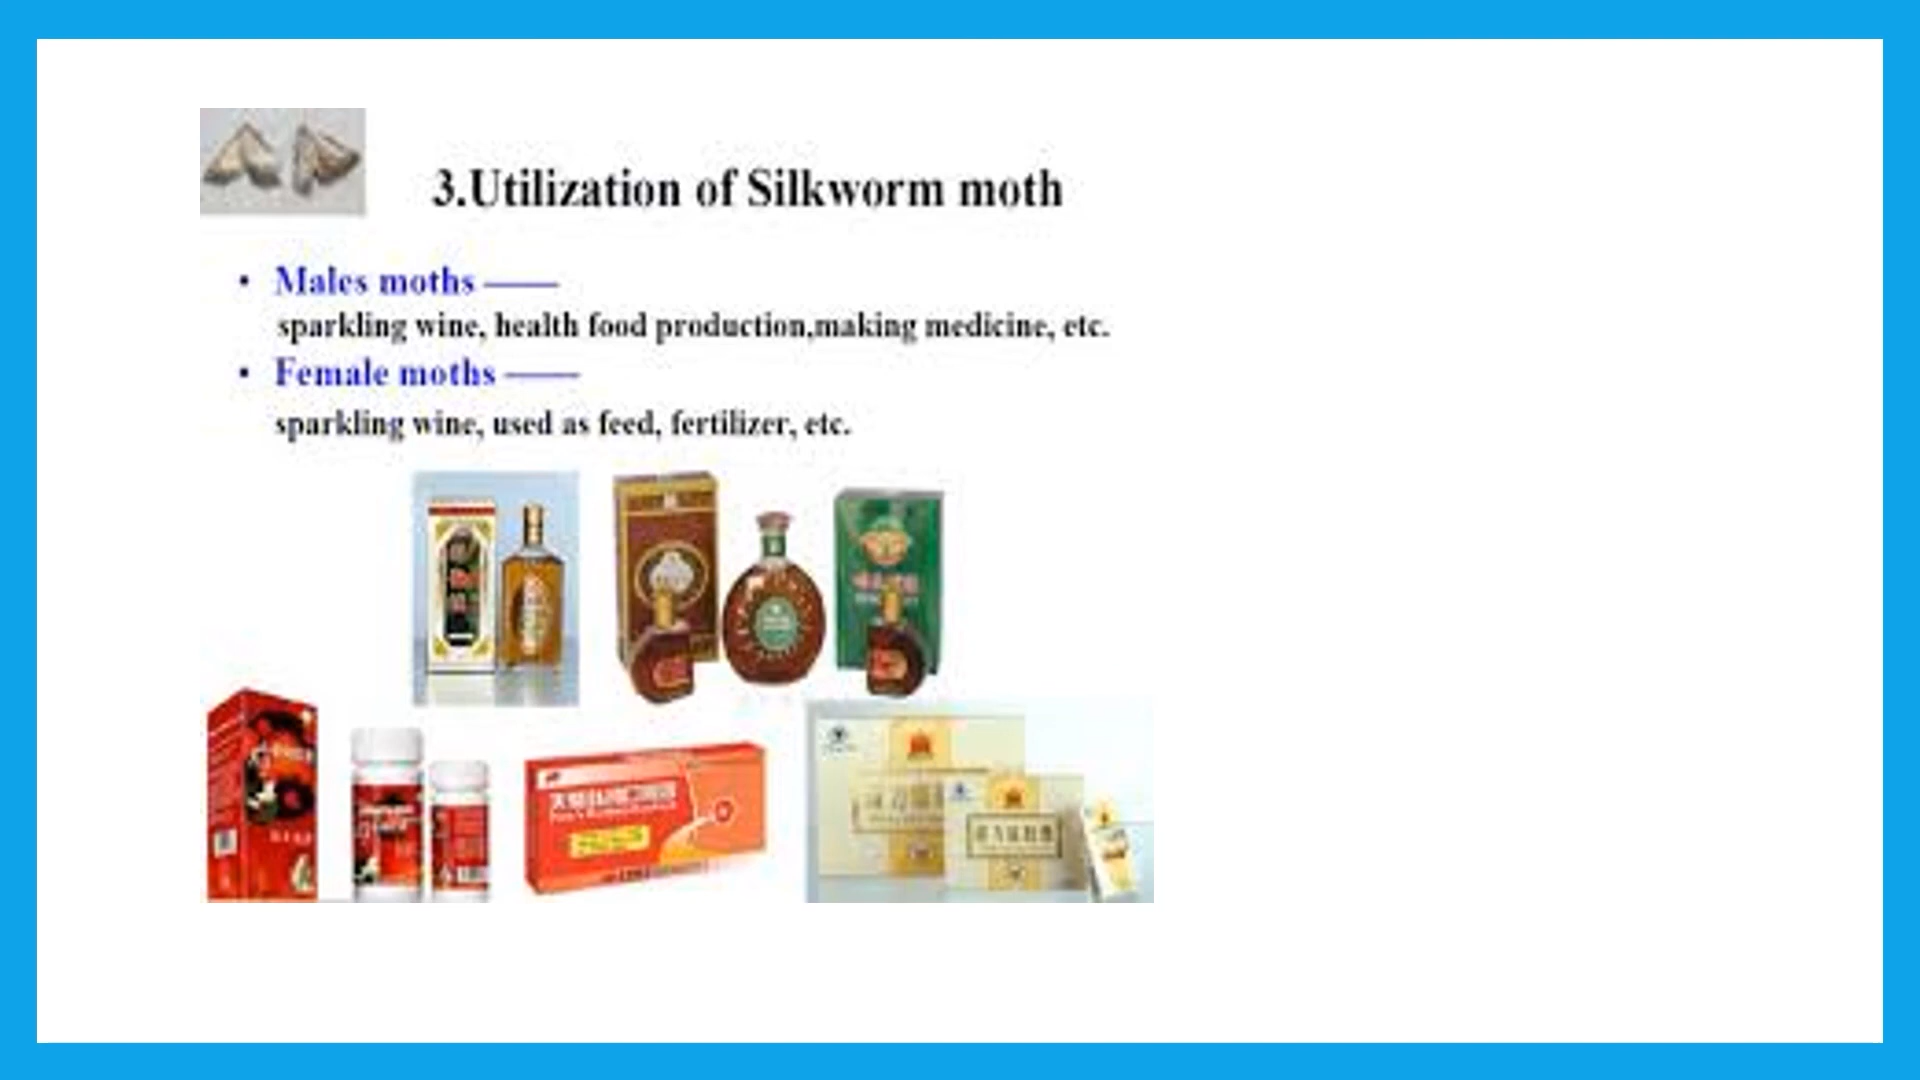 3.Utilization of Silkworm moth
• Males moths ——
sparkling wine, health food production,making medicine, etc.
• Female moths ——
sparkling wine, used as feed, fertilizer, etc.